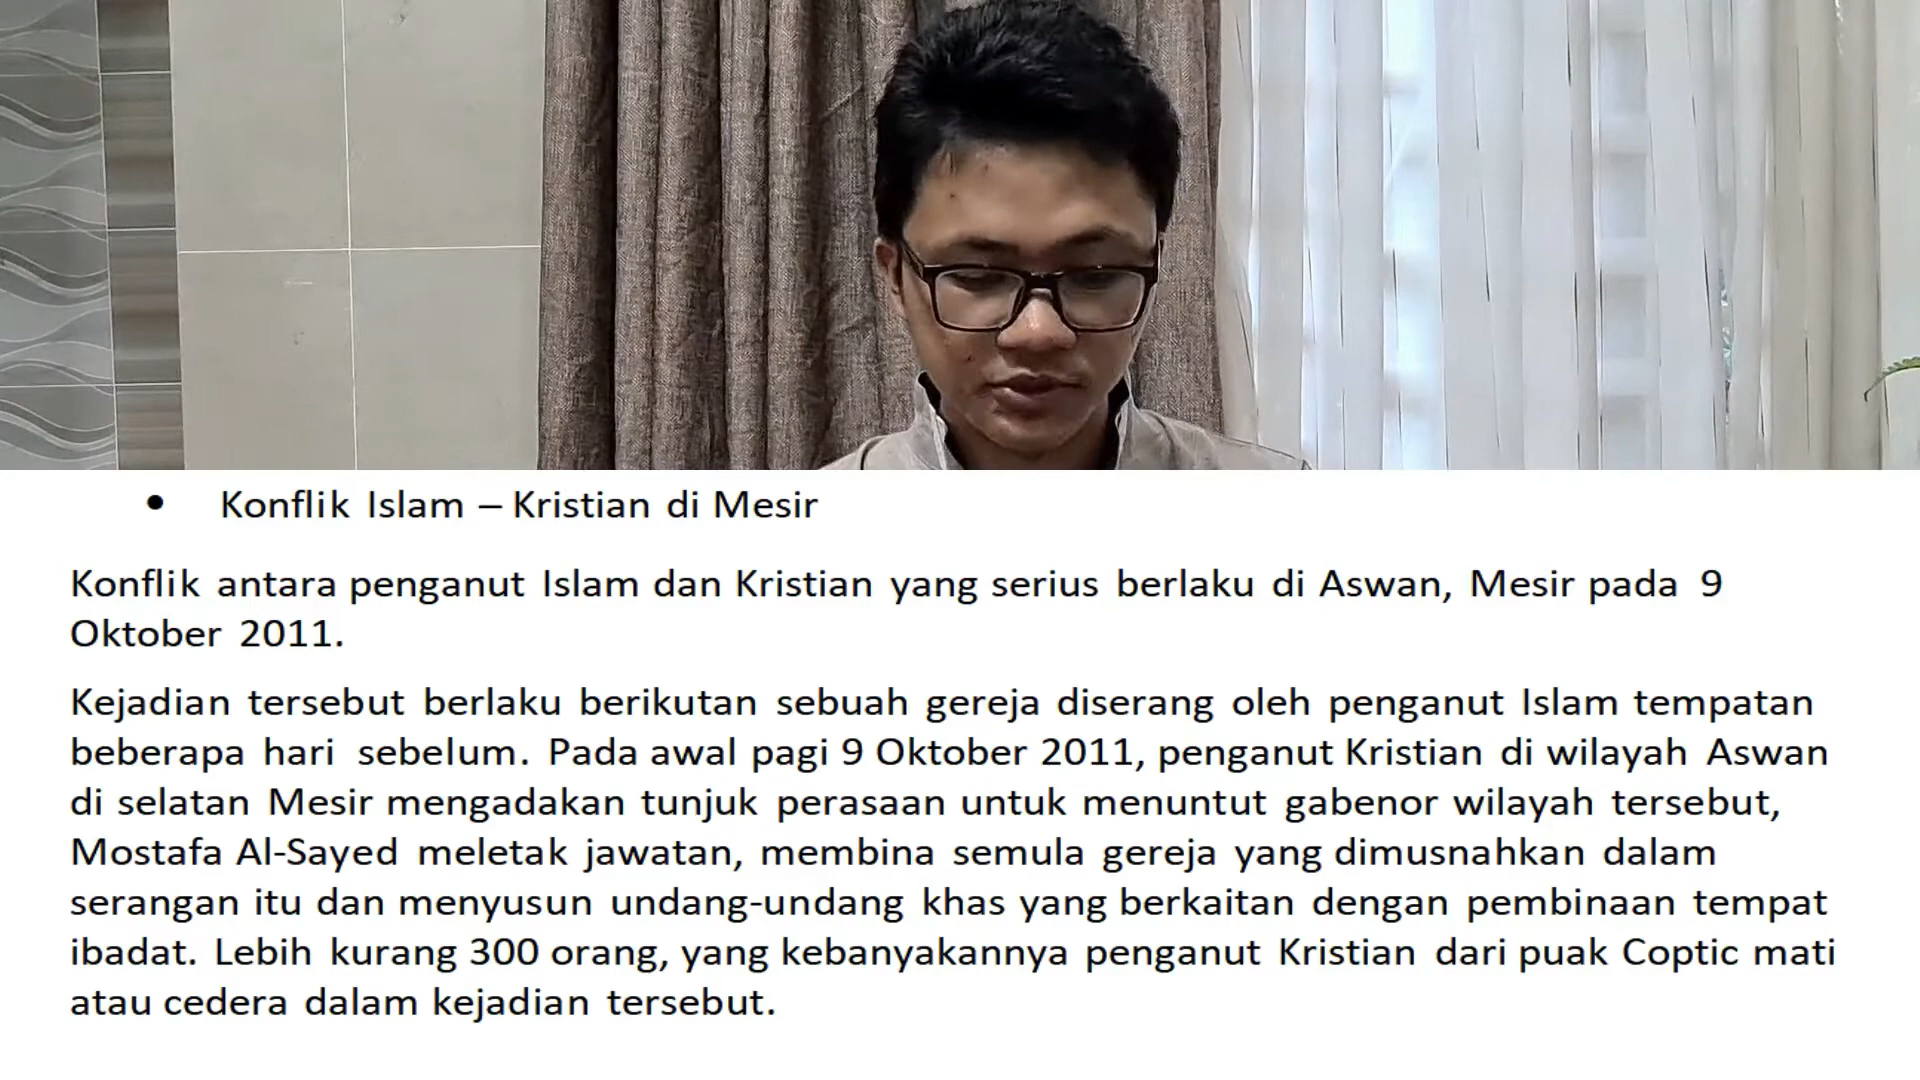 • Konflik Islam – Kristian di Mesir
Konflik antara penganut Islam dan Kristian yang serius berlaku di Aswan, Mesir pada 9
Oktober 2011.
Kejadian tersebut berlaku berikutan sebuah gereja diserang oleh penganut Islam tempatan
beberapa hari sebelum. Pada awal pagi 9 Oktober 2011, penganut Kristian di wilayah Aswan
di selatan Mesir mengadakan tunjuk perasaan untuk menuntut gabenor wilayah tersebut,
Mostafa Al-Sayed meletak jawatan, membina semula gereja yang dimusnahkan dalam
serangan itu dan menyusun undang-undang khas yang berkaitan dengan pembinaan tempat
ibadat. Lebih kurang 300 orang, yang kebanyakannya penganut Kristian dari puak Coptic mati
atau cedera dalam kejadian tersebut.